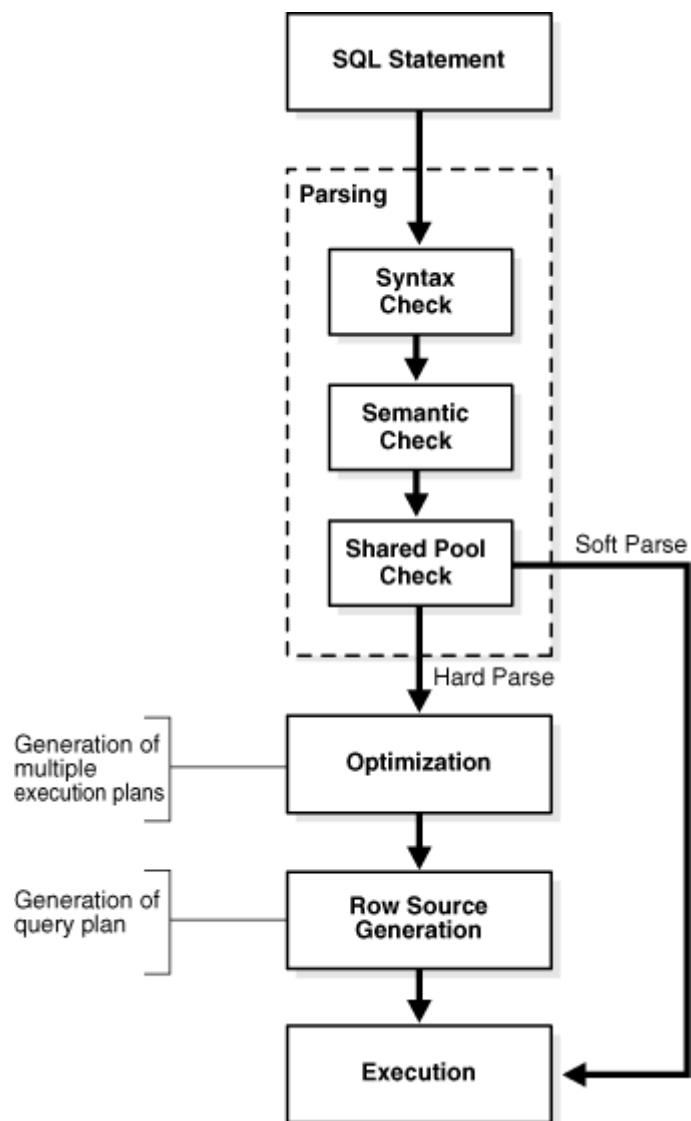 SQL Statement
Parsing
Syntax
Check
Semantic
Check
Shared Pool
Check
Soft Parse
Hard Parse
Generation of
multiple
execution plans
Optimization
Generation of
query plan
Row Source
Generation
Execution